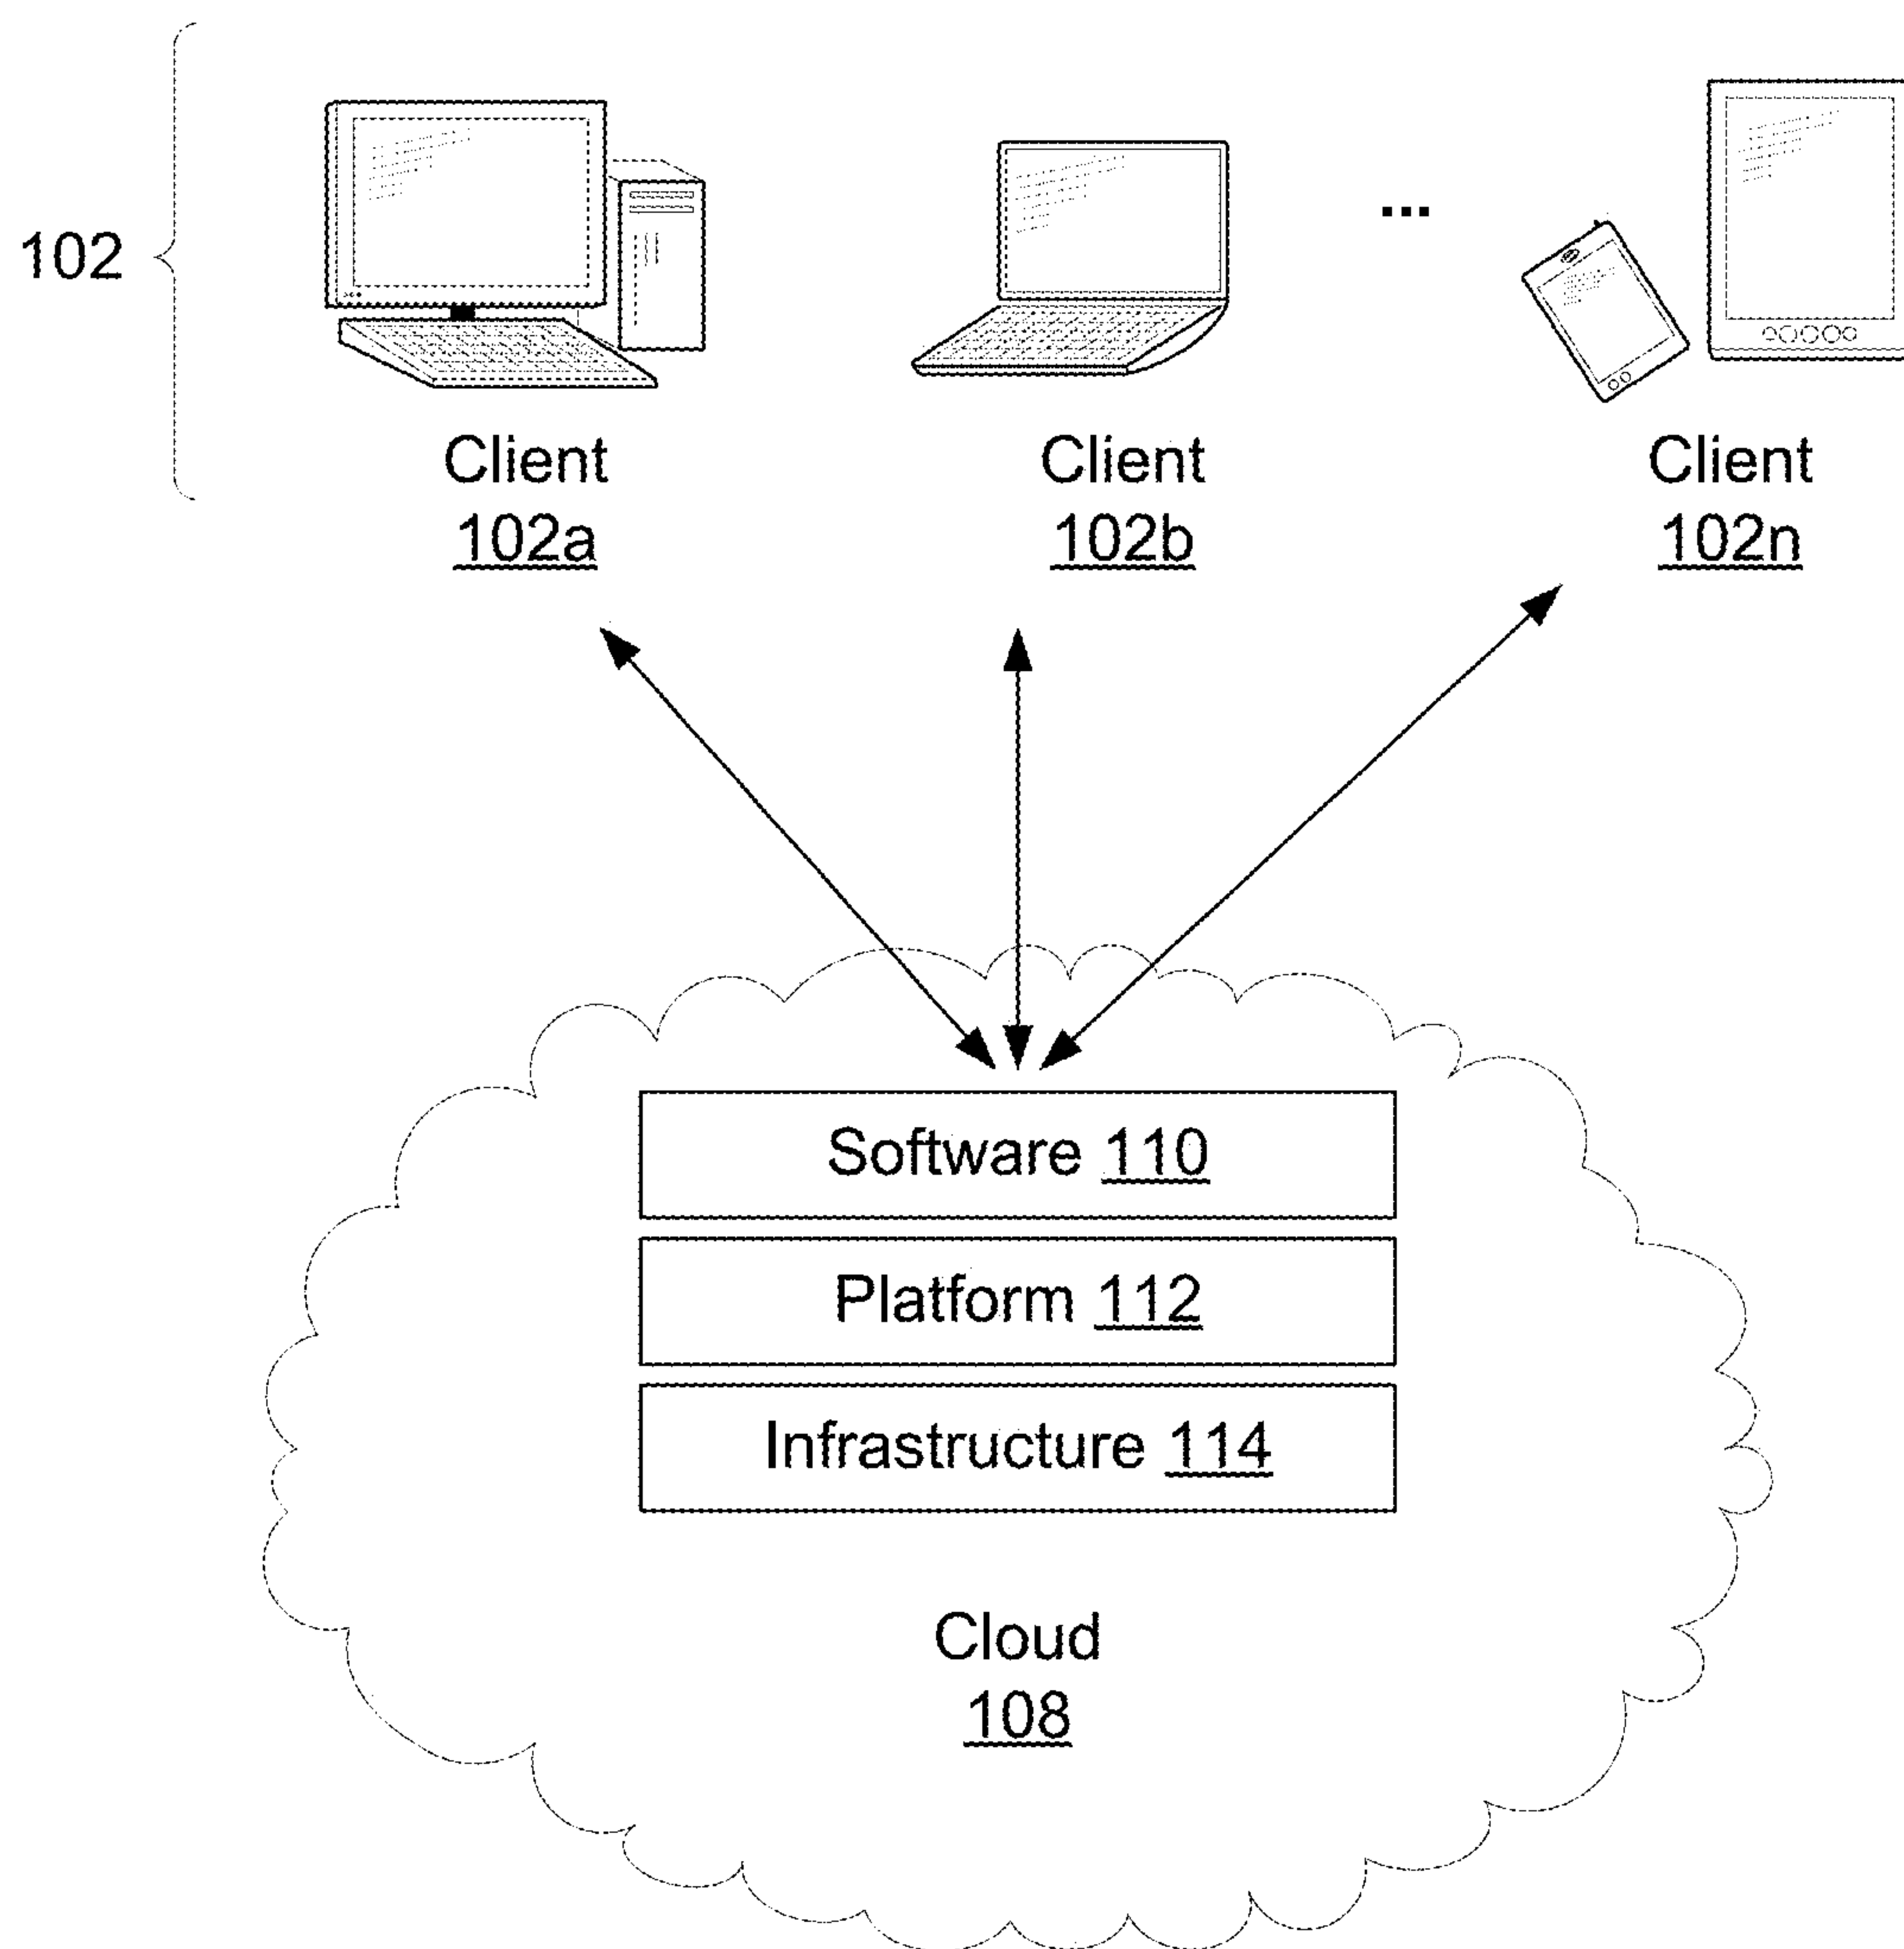 102
...
Client
102a
Client
102b
Client
102n
Software 110
Platform 112
Infrastructure 114
Cloud
108